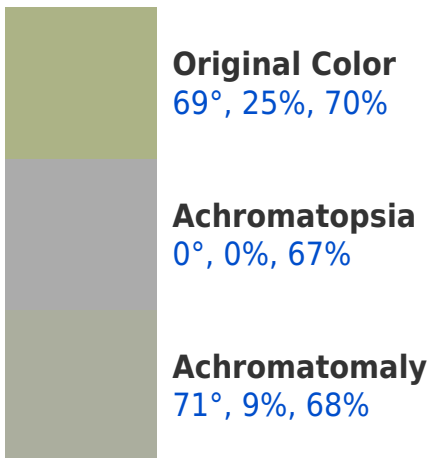 Original Color
69°, 25%, 70%
Achromatopsia
0°, 0%, 67%
Achromatomaly
71°, 9%, 68%